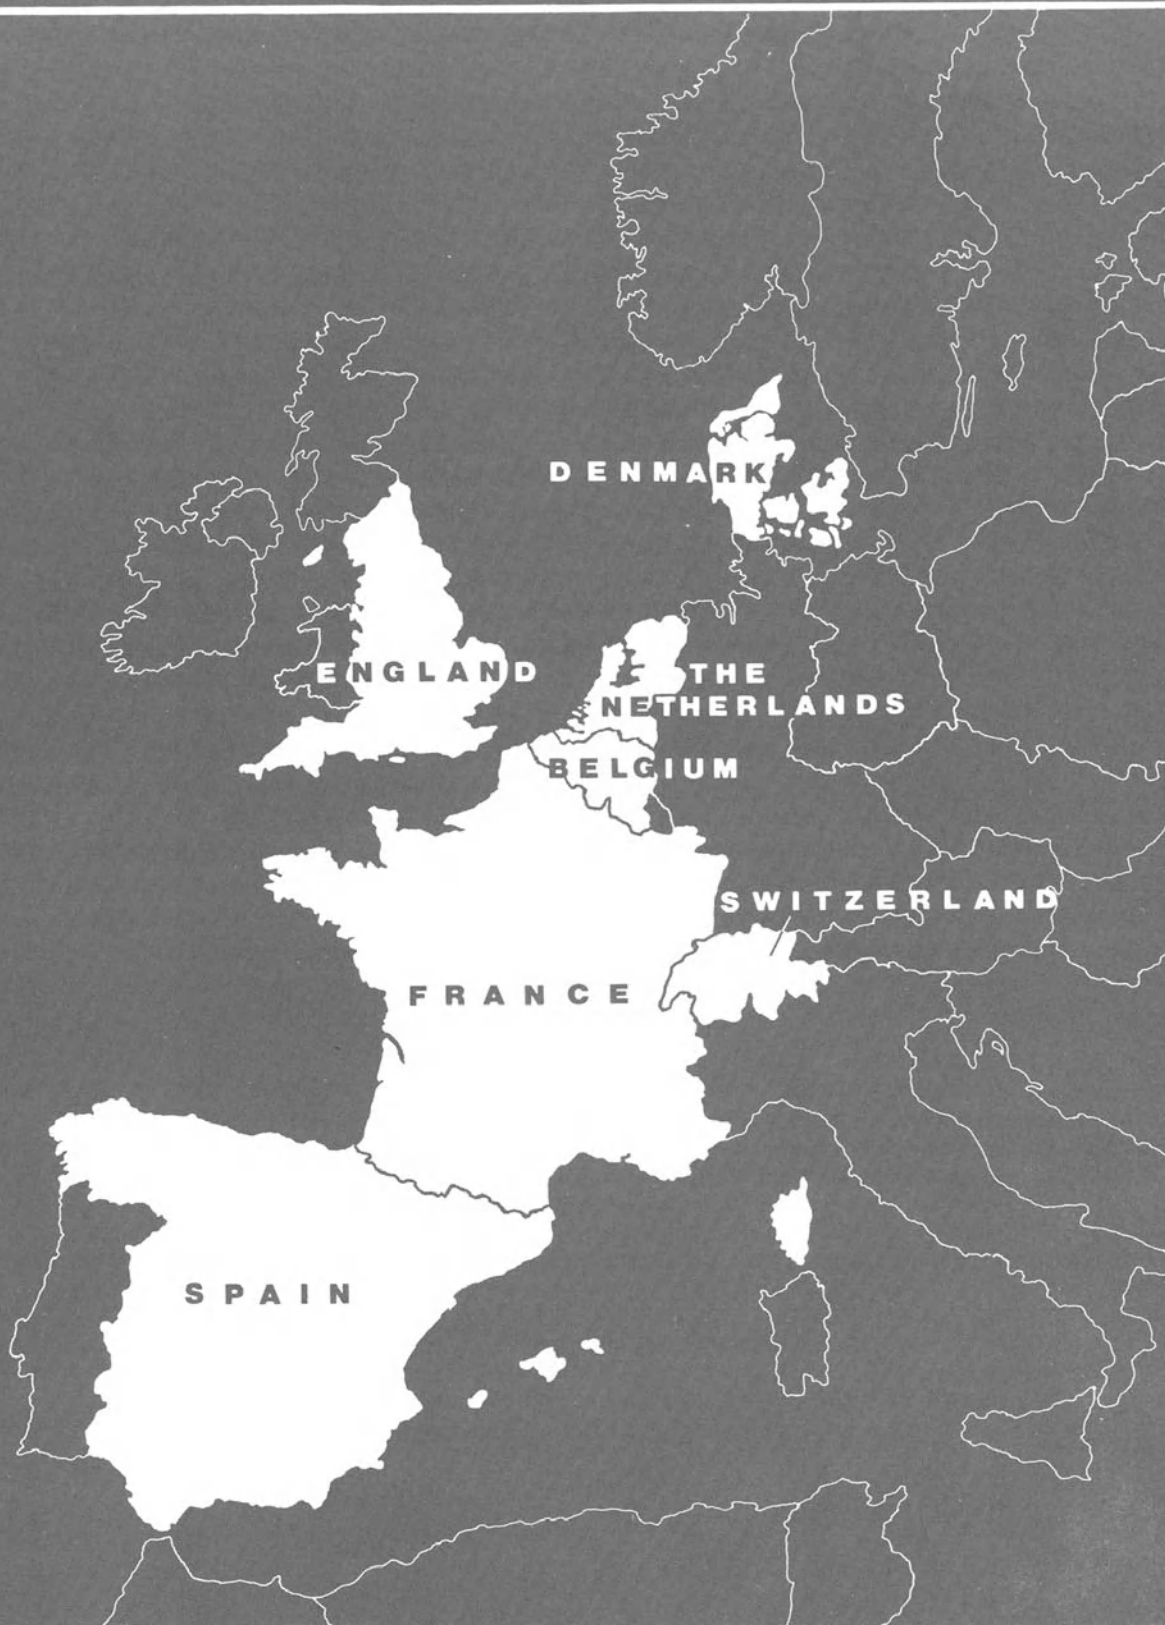 DENMARK
ENGLAND
THE
NETHERLANDS
BELGIUM
SWITZERLAND
FRANCE
SPAIN